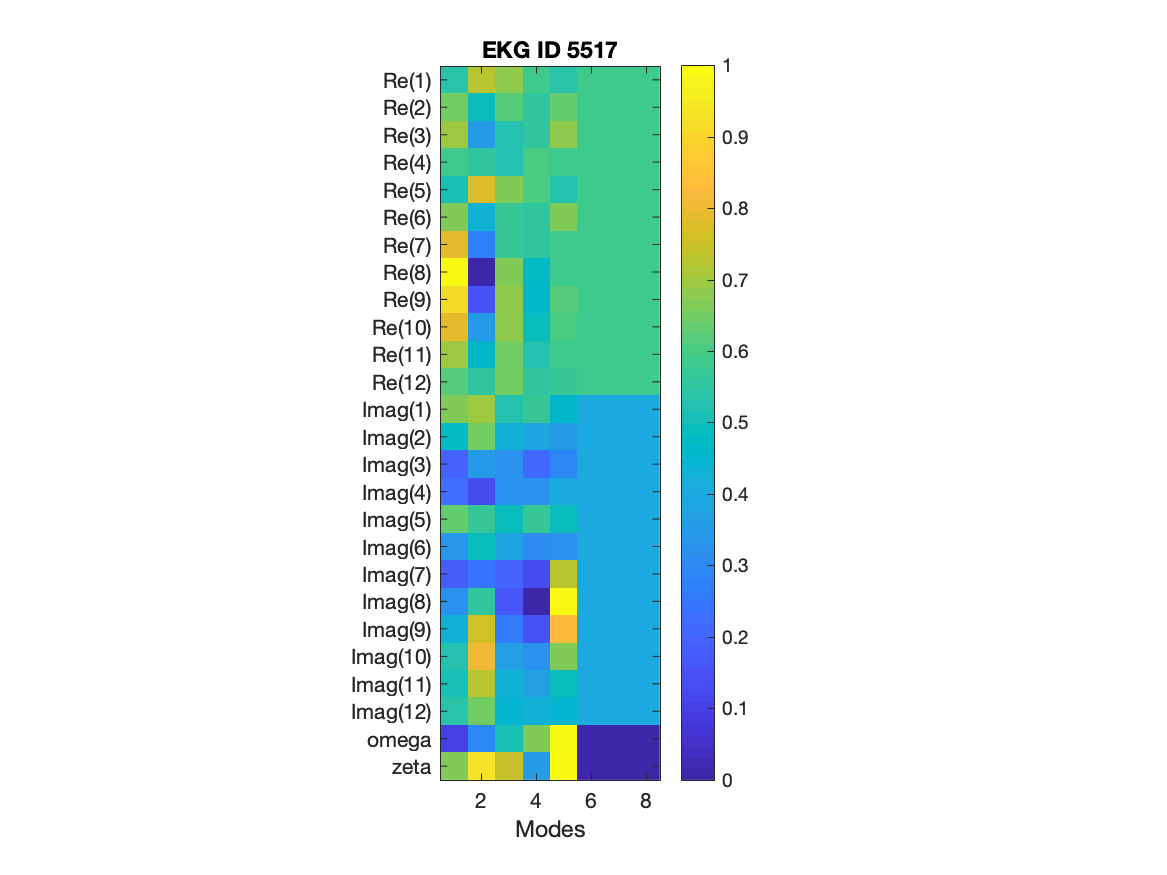 EKG ID 5517
Re(1)
Re(2)
Re(3)
Re(4)
Re(5)
Re(6)
Re(7)
Re(8)
Re(9)
Re(10)
Re(11)
Re(12)
Imag(1)
Imag(2)
Imag(3)
Imag(4)
Imag(5)
Imag(6)
Imag(7)
Imag(8)
Imag(9)
Imag(10)
Imag(11)
Imag(12)
omega
zeta
2 4 6 8
Modes
1
0.9
0.8
0.7
0.6
0.5
0.4
0.3
0.2
0.1
0